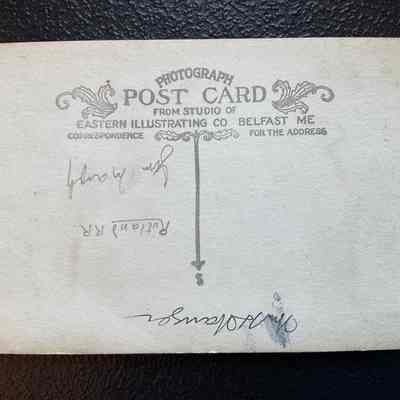 PHOTOGRAPH
POST CARD
FROM STUDIO OF
EASTERN ILLUSTRATING CO BELFAST ME
CORRESPONDENCE FOR THE ADDRESS
Rutland RR